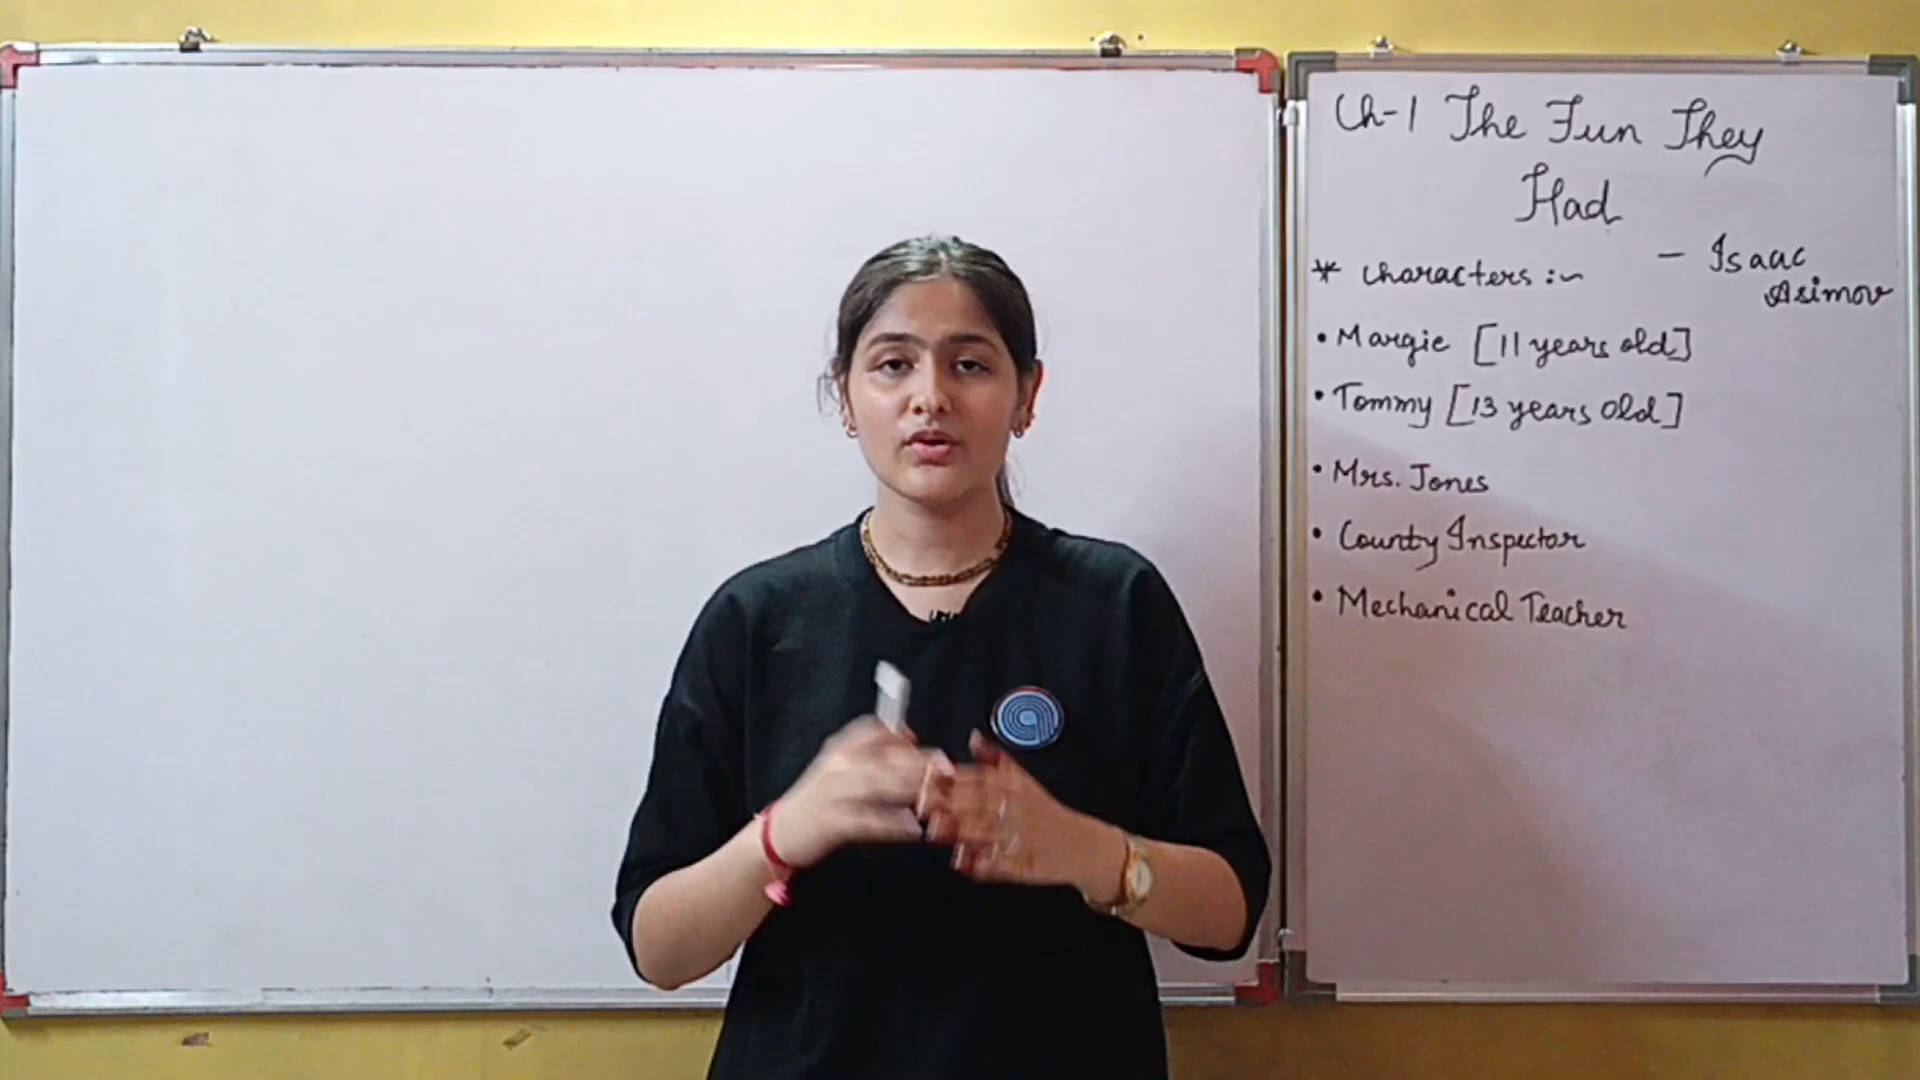 Ch-1 The Fun They
Had
- Isaac
Asimov
* Characters :~
• Margie [11 years old]
• Tommy [13 years old]
• Mrs. Jones
• County Inspector
• Mechanical Teacher